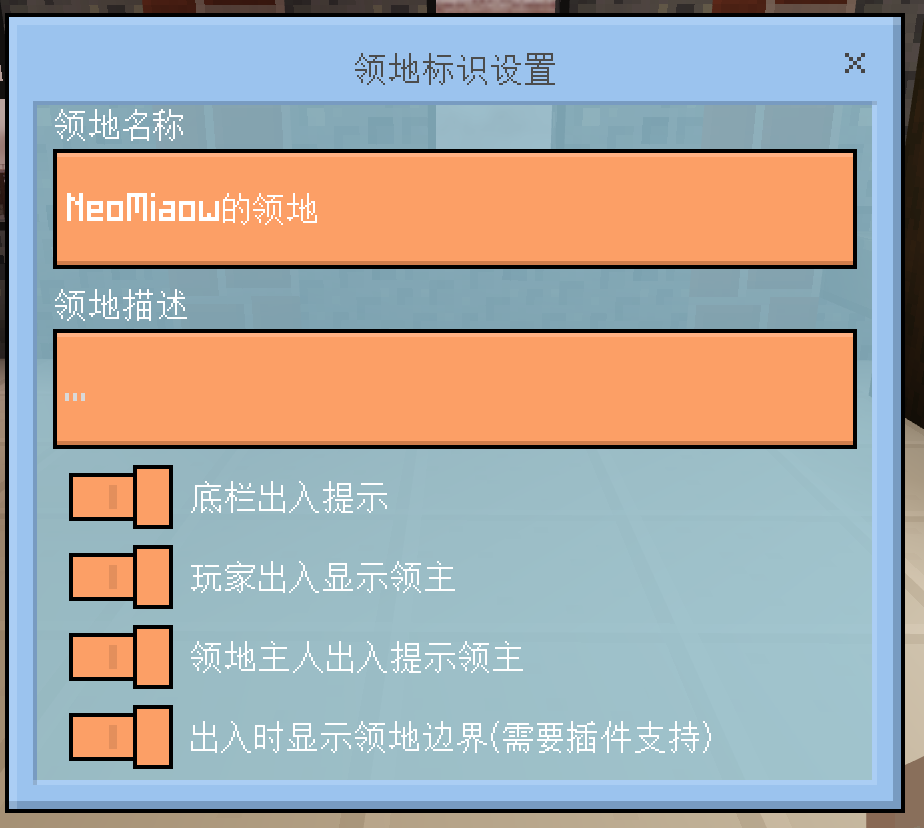 领地标识设置
领地名称
NeoMiaow的领地
领地描述
...
底栏出入提示
玩家出入显示领主
领地主人出入提示领主
出入时显示领地边界(需要插件支持)